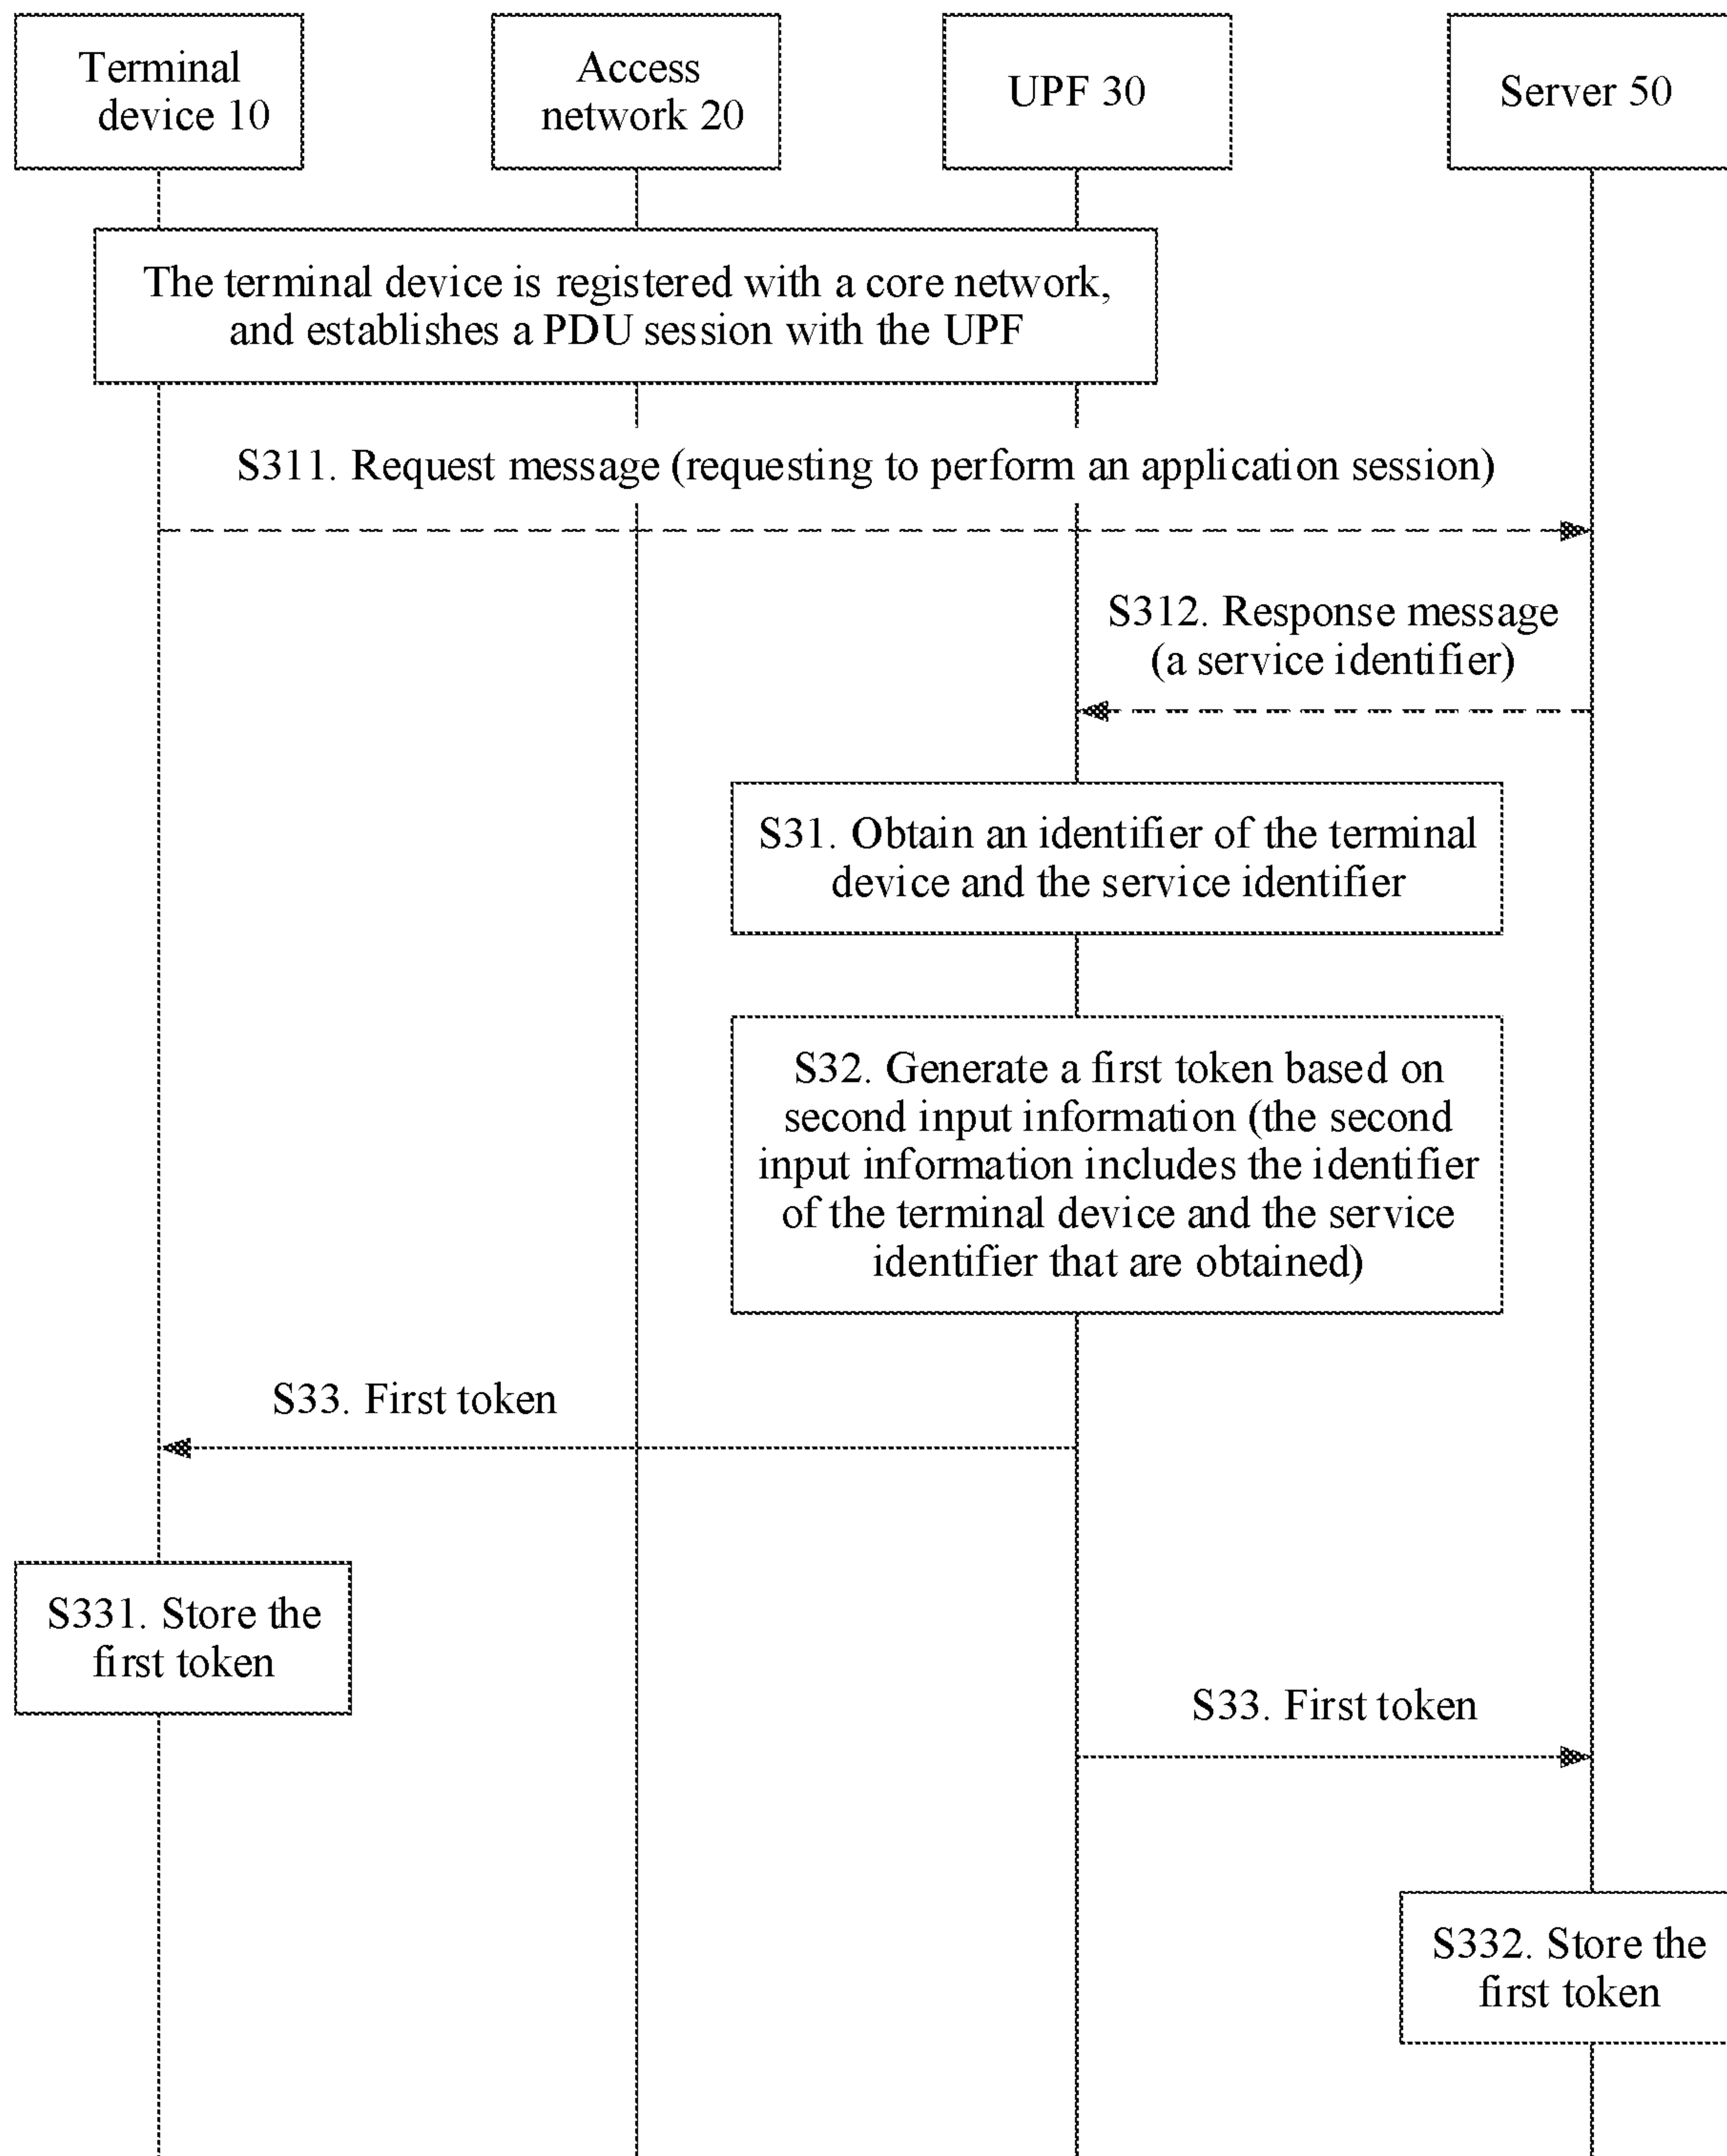 Terminal
device 10
Access
network 20
UPF 30
Server 50
The terminal device is registered with a core network,
and establishes a PDU session with the UPF
S311. Request message (requesting to perform an application session)
S312. Response message
(a service identifier)
S31. Obtain an identifier of the terminal
device and the service identifier
S32. Generate a first token based on
second input information (the second
input information includes the identifier
of the terminal device and the service
identifier that are obtained)
S33. First token
S331. Store the
first token
S33. First token
S332. Store the
first token